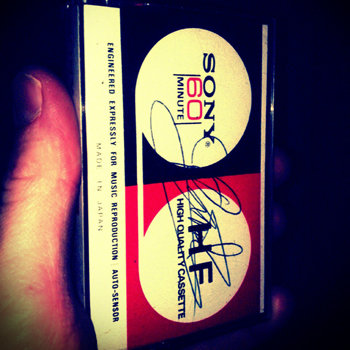 SONY®
60
MINUTE
HF
HIGH QUALITY CASSETTE
ENGINEERED EXPRESSLY FOR MUSIC REPRODUCTION AUTO-SENSOR
MADE IN JAPAN